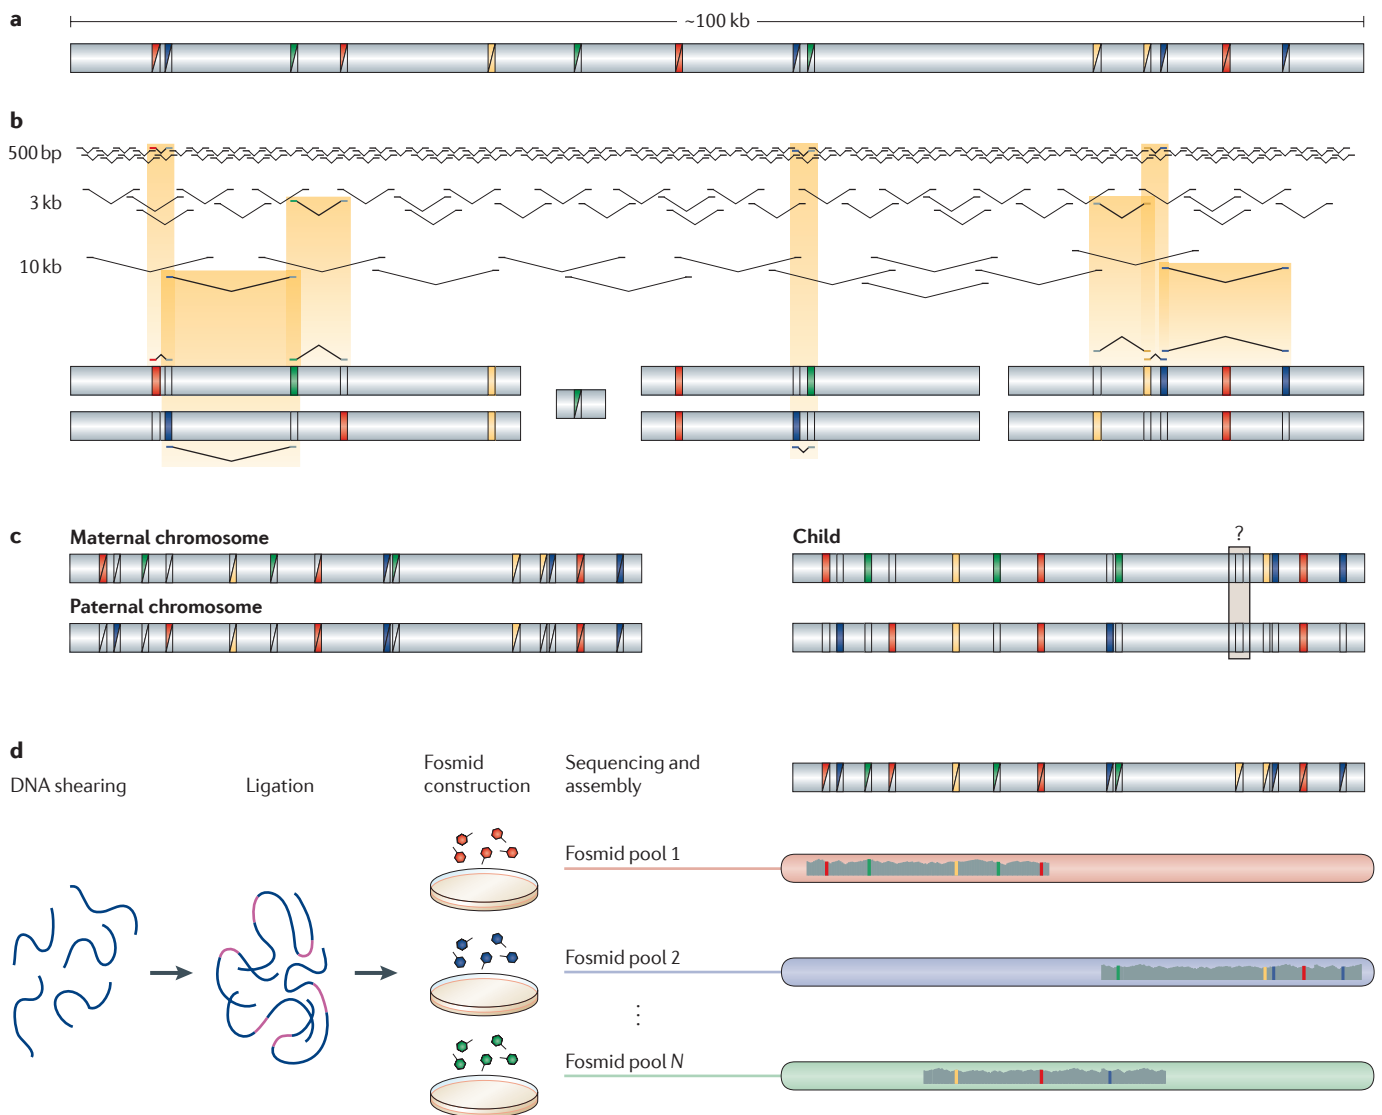 a
~100 kb
b
500 bp
3 kb
10 kb
c
Maternal chromosome
Paternal chromosome
Child
?
d
DNA shearing
Ligation
Fosmid
construction
Sequencing and
assembly
Fosmid pool 1
Fosmid pool 2
⋮
Fosmid pool N